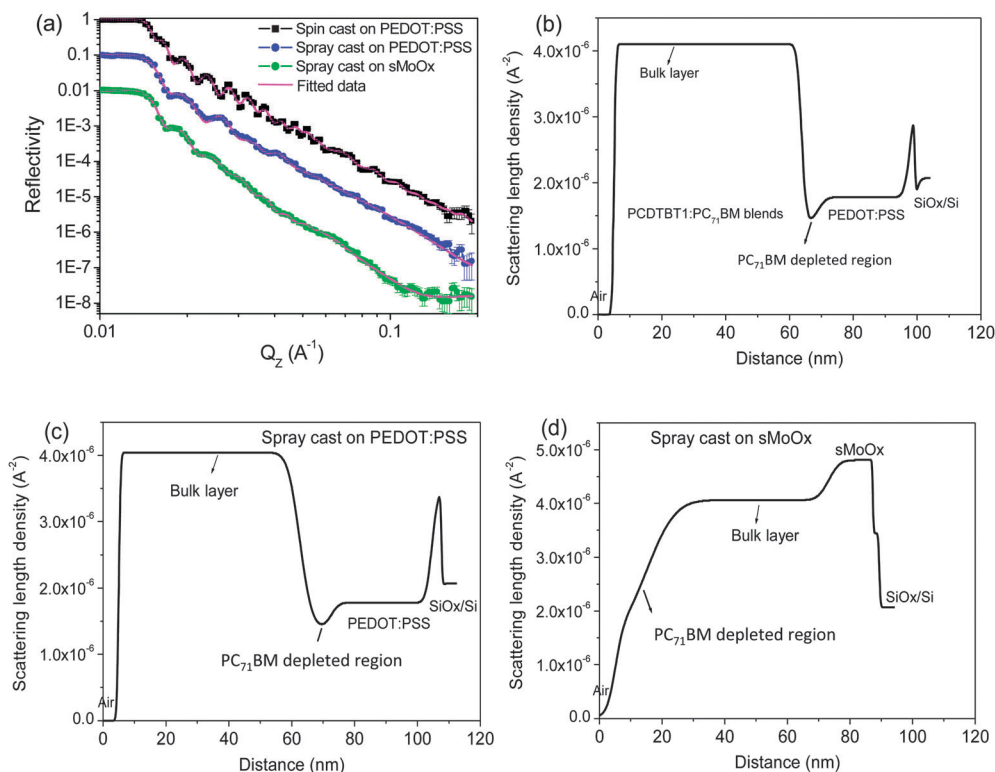 (a)
Spin cast on PEDOT:PSS
Spray cast on PEDOT:PSS
Spray cast on sMoOx
Fitted data
Reflectivity
1
0.1
0.01
1E-3
1E-4
1E-5
1E-6
1E-7
1E-8
0.01
0.1
Q_Z (A⁻¹)
(b)
Scattering length density (A⁻²)
4.0x10⁻⁶
3.0x10⁻⁶
2.0x10⁻⁶
1.0x10⁻⁶
0.0
Bulk layer
PCDTBT1:PC₇₁BM blends
PEDOT:PSS
SiOx/Si
PC₇₁BM depleted region
Air
0 20 40 60 80 100 120
Distance (nm)
(c)
Spray cast on PEDOT:PSS
Scattering length density (A⁻²)
4.0x10⁻⁶
3.0x10⁻⁶
2.0x10⁻⁶
1.0x10⁻⁶
0.0
Bulk layer
SiOx/Si
PEDOT:PSS
PC₇₁BM depleted region
Air
0 20 40 60 80 100 120
Distance (nm)
(d)
Spray cast on sMoOx
Scattering length density (A⁻²)
5.0x10⁻⁶
4.0x10⁻⁶
3.0x10⁻⁶
2.0x10⁻⁶
1.0x10⁻⁶
0.0
sMoOx
Bulk layer
SiOx/Si
PC₇₁BM depleted region
Air
0 20 40 60 80 100 120
Distance (nm)